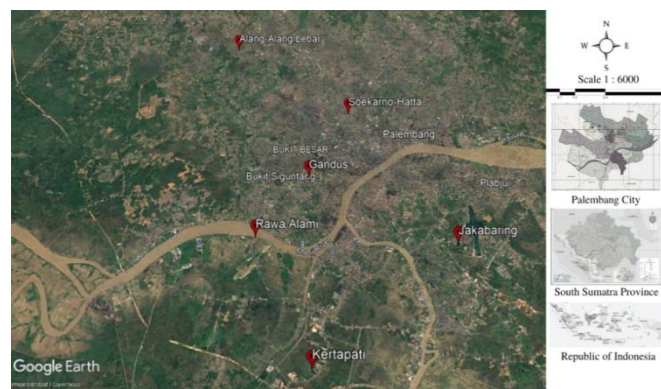 Alang-Alang Lebar
Soekarno-Hatta
Palembang
BUKIT BESAR
Gandus
Bukit Siguntang
Plabju
Rawa Alami
Jakabaring
Kertapati
Google Earth
N
W E
S
Scale 1 : 6000
Palembang City
South Sumatra Province
Republic of Indonesia